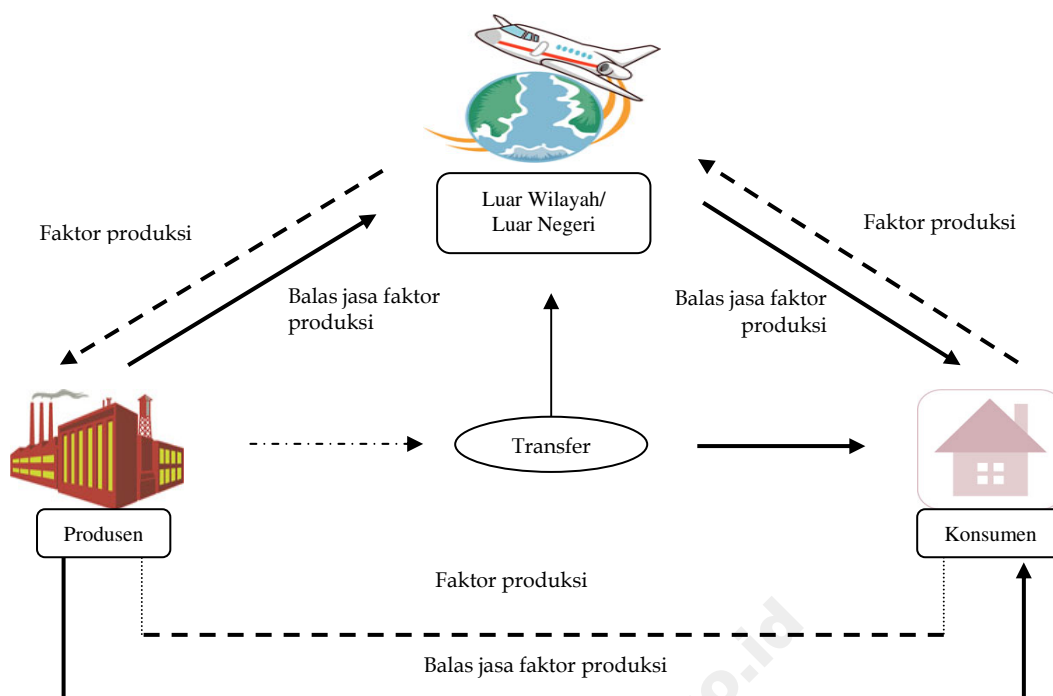 Luar Wilayah/
Luar Negeri
Faktor produksi
Faktor produksi
Balas jasa faktor
produksi
Balas jasa faktor
produksi
Transfer
Produsen
Konsumen
Faktor produksi
Balas jasa faktor produksi
o.id